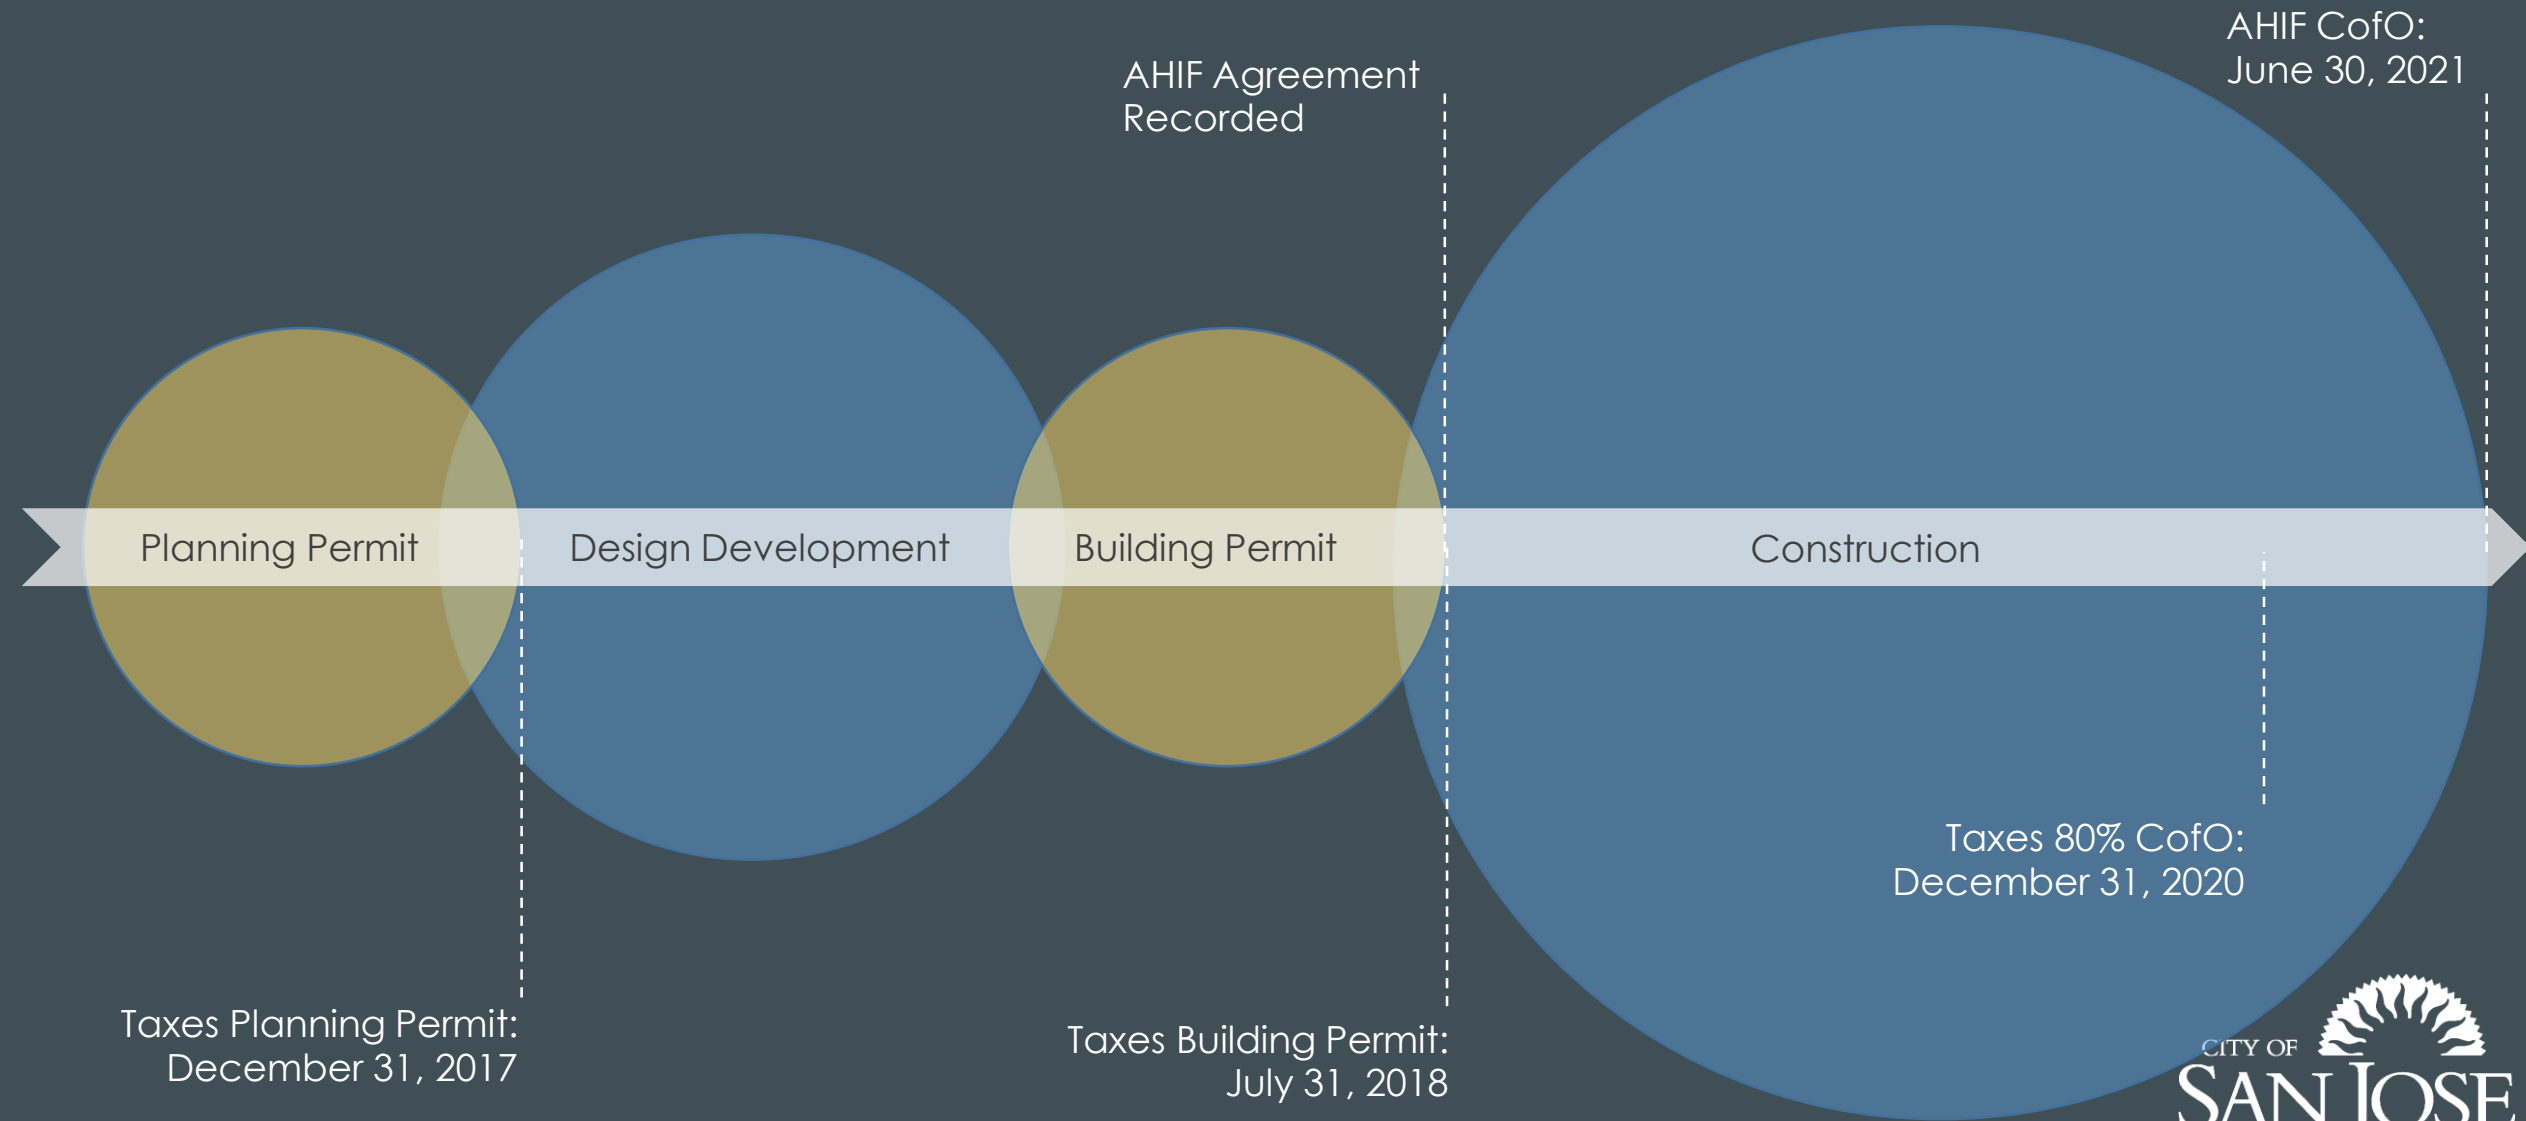 AHIF CofO:
June 30, 2021
AHIF Agreement
Recorded
Planning Permit
Design Development
Building Permit
Construction
Taxes 80% CofO:
December 31, 2020
Taxes Planning Permit:
December 31, 2017
Taxes Building Permit:
July 31, 2018
CITY OF
SAN JOSE